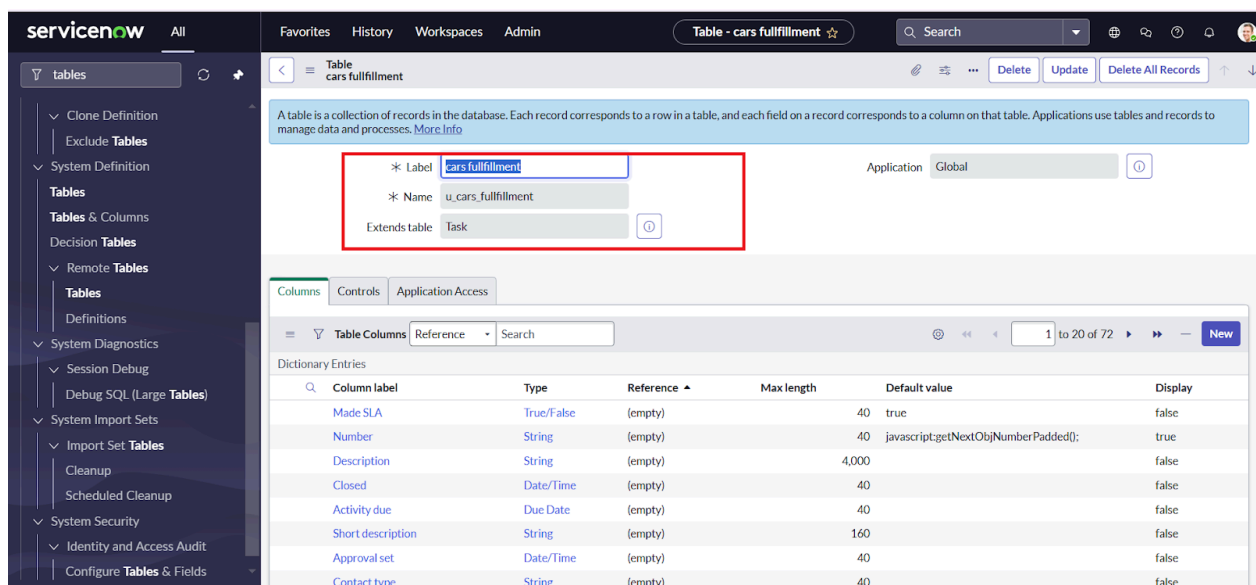 servicenow All Favorites History Workspaces Admin Table - cars fullfillment Search
tables
Table
cars fullfillment
Delete Update Delete All Records
Clone Definition
Exclude Tables
System Definition
Tables
Tables & Columns
Decision Tables
Remote Tables
Tables
Definitions
System Diagnostics
Session Debug
Debug SQL (Large Tables)
System Import Sets
Import Set Tables
Cleanup
Scheduled Cleanup
System Security
Identity and Access Audit
Configure Tables & Fields
A table is a collection of records in the database. Each record corresponds to a row in a table, and each field on a record corresponds to a column on that table. Applications use tables and records to
manage data and processes. More Info
Label cars fullfillment
Name u_cars_fullfillment
Extends table Task
Application Global
Columns Controls Application Access
Table Columns Reference Search 1 to 20 of 72 New
Dictionary Entries
Column label Type Reference Max length Default value Display
Made SLA True/False (empty) 40 true false
Number String (empty) 40 javascript:getNextObjNumberPadded(); true
Description String (empty) 4,000 false
Closed Date/Time (empty) 40 false
Activity due Due Date (empty) 40 false
Short description String (empty) 160 false
Approval set Date/Time (empty) 40 false
Contact type String (empty) 40 false